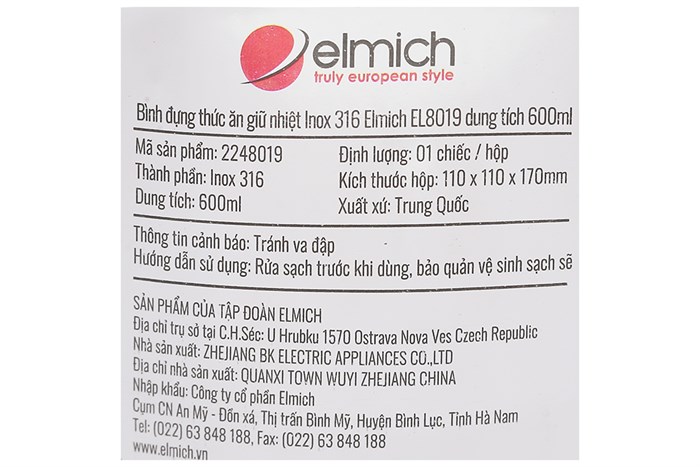 elmich
truly european style
Bình đựng thức ăn giữ nhiệt Inox 316 Elmich EL8019 dung tích 600ml
Mã sản phẩm: 2248019 Định lượng: 01 chiếc / hộp
Thành phần: Inox 316 Kích thước hộp: 110 x 110 x 170mm
Dung tích: 600ml Xuất xứ: Trung Quốc
Thông tin cảnh báo: Tránh va đập
Hướng dẫn sử dụng: Rửa sạch trước khi dùng, bảo quản vệ sinh sạch sẽ
SẢN PHẨM CỦA TẬP ĐOÀN ELMICH
Địa chỉ trụ sở tại C.H.Séc: U Hrubku 1570 Ostrava Nova Ves Czech Republic
Nhà sản xuất: ZHEJIANG BK ELECTRIC APPLIANCES CO.,LTD
Địa chỉ nhà sản xuất: QUANXI TOWN WUYI ZHEJIANG CHINA
Nhập khẩu: Công ty cổ phần Elmich
Cụm CN An Mỹ - Đồn xá, Thị trấn Bình Mỹ, Huyện Bình Lục, Tỉnh Hà Nam
Tel: (022) 63 848 188, Fax: (022) 63 848 188
www.elmich.vn